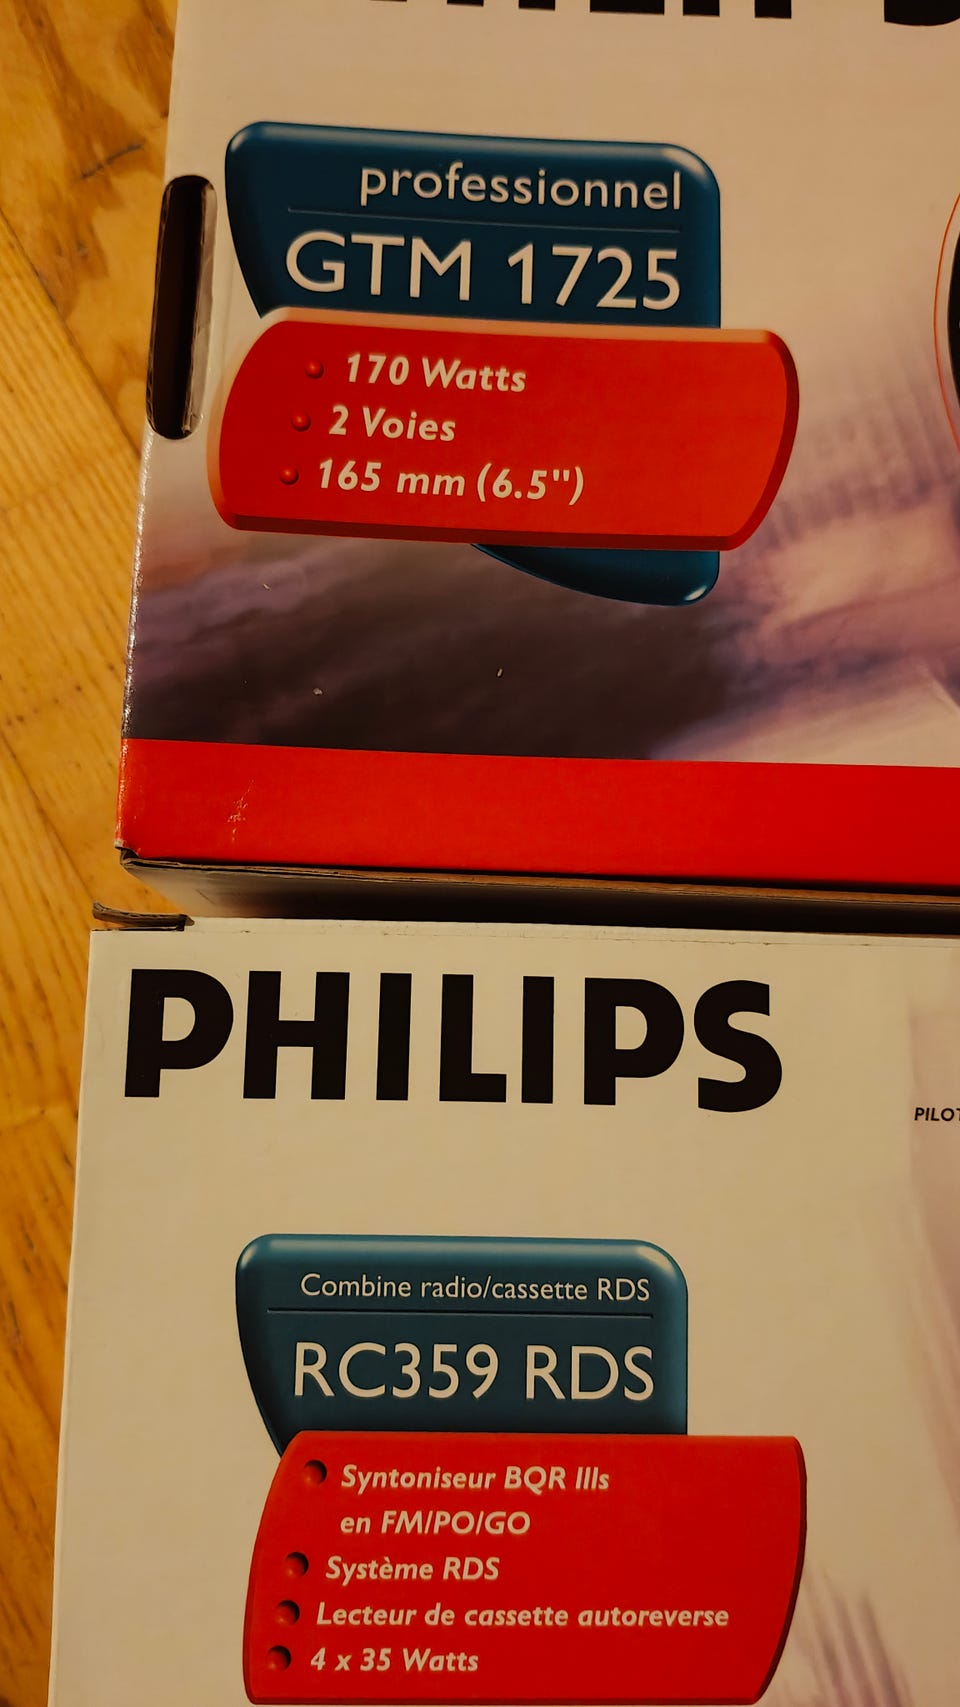 PHILIPS
professionnel
GTM 1725
170 Watts
2 Voies
165 mm (6.5")
PHILIPS
Combine radio/cassette RDS
RC359 RDS
Syntoniseur BQR IIIs
en FM/PO/GO
Système RDS
Lecteur de cassette autoreverse
4 x 35 Watts